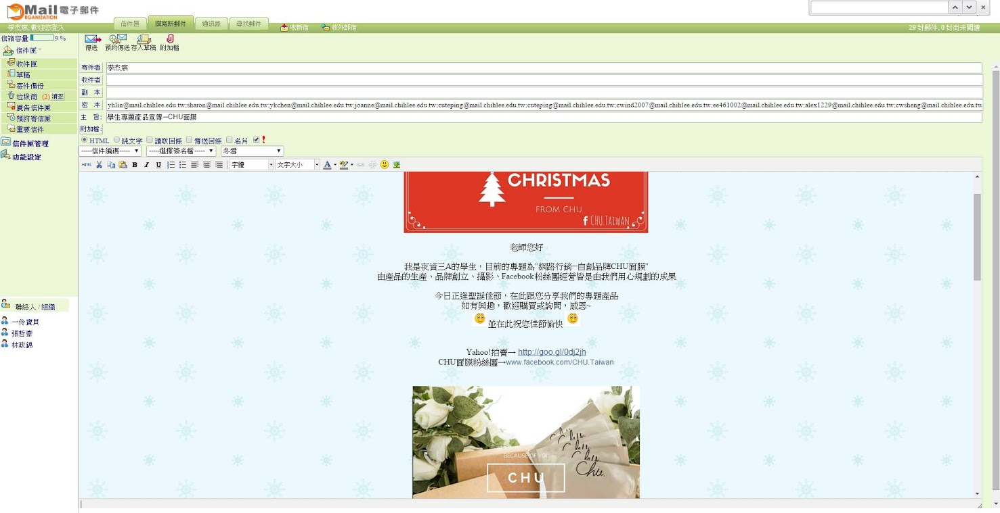 Mail 電子郵件
ORGANIZATION
李杰宸, 歡迎您登入
信件匣
撰寫新郵件
通訊錄
尋找郵件
收新信
收外部信
29 封郵件, 0 封尚未閱讀
信箱容量 9 %
信件匣
收件匣
草稿
寄件備份
垃圾筒 (2) 清空
廣告信件匣
預約寄信匣
重要信件
信件匣管理
功能設定
聯絡人 / 組織
一伶寶貝
張哲豪
林政錦
傳送
預約傳送
存入草稿
附加檔
寄件者 李杰宸
收件者
副 本
密 本 yhlin@mail.chihlee.edu.tw;sharon@mail.chihlee.edu.tw;ykchen@mail.chihlee.edu.tw;joanne@mail.chihlee.edu.tw;cuteping@mail.chihlee.edu.tw;cuteping@mail.chihlee.edu.tw;cwind2007@mail.chihlee.edu.tw;ee461002@mail.chihlee.edu.tw;alex1229@mail.chihlee.edu.tw;cwsheng@mail.chihlee.edu.tw
主 旨: 學生專題產品宣傳─CHU面膜
附加檔:
HTML 純文字 讀取回條 傳送回條 名片 !
-----信件編碼----- -----選擇簽名檔----- 冬雪
HTML B I U 字體 文字大小 A
CHRISTMAS
FROM CHU
f CHU.TAIWAN
老師您好
我是夜資三A的學生，目前的專題為"網路行銷─自創品牌CHU面膜"
由產品的生產、品牌創立、攝影、Facebook粉絲團經營皆是由我們用心規劃的成果
今日正逢聖誕佳節，在此跟您分享我們的專題產品
如有興趣，歡迎購買或詢問，感恩~
並在此祝您佳節愉快
Yahoo!拍賣→ http://goo.gl/0dj2jh
CHU面膜粉絲團→www.facebook.com/CHU.Taiwan
Chu.
Chu.
Chu.
Chu.
BECAUSE OF YOU
CHU